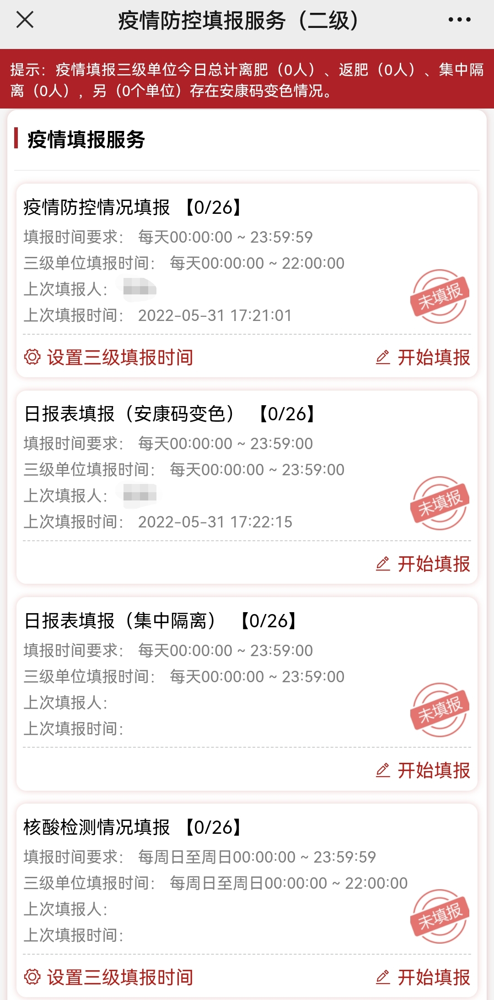 疫情防控填报服务（二级）
提示：疫情填报三级单位今日总计离肥（0人）、返肥（0人）、集中隔
离（0人），另（0个单位）存在安康码变色情况。
疫情填报服务
疫情防控情况填报 【0/26】
填报时间要求： 每天00:00:00 ~ 23:59:59
三级单位填报时间： 每天00:00:00 ~ 22:00:00
上次填报人：
上次填报时间： 2022-05-31 17:21:01
未填报
设置三级填报时间 开始填报
日报表填报（安康码变色） 【0/26】
填报时间要求： 每天00:00:00 ~ 23:59:00
三级单位填报时间： 每天00:00:00 ~ 23:59:00
上次填报人：
上次填报时间： 2022-05-31 17:22:15
未填报
开始填报
日报表填报（集中隔离） 【0/26】
填报时间要求： 每天00:00:00 ~ 23:59:00
三级单位填报时间： 每天00:00:00 ~ 23:59:00
上次填报人：
上次填报时间：
未填报
开始填报
核酸检测情况填报 【0/26】
填报时间要求： 每周日至周日00:00:00 ~ 23:59:59
三级单位填报时间： 每周日至周日00:00:00 ~ 22:00:00
上次填报人：
上次填报时间：
未填报
设置三级填报时间 开始填报